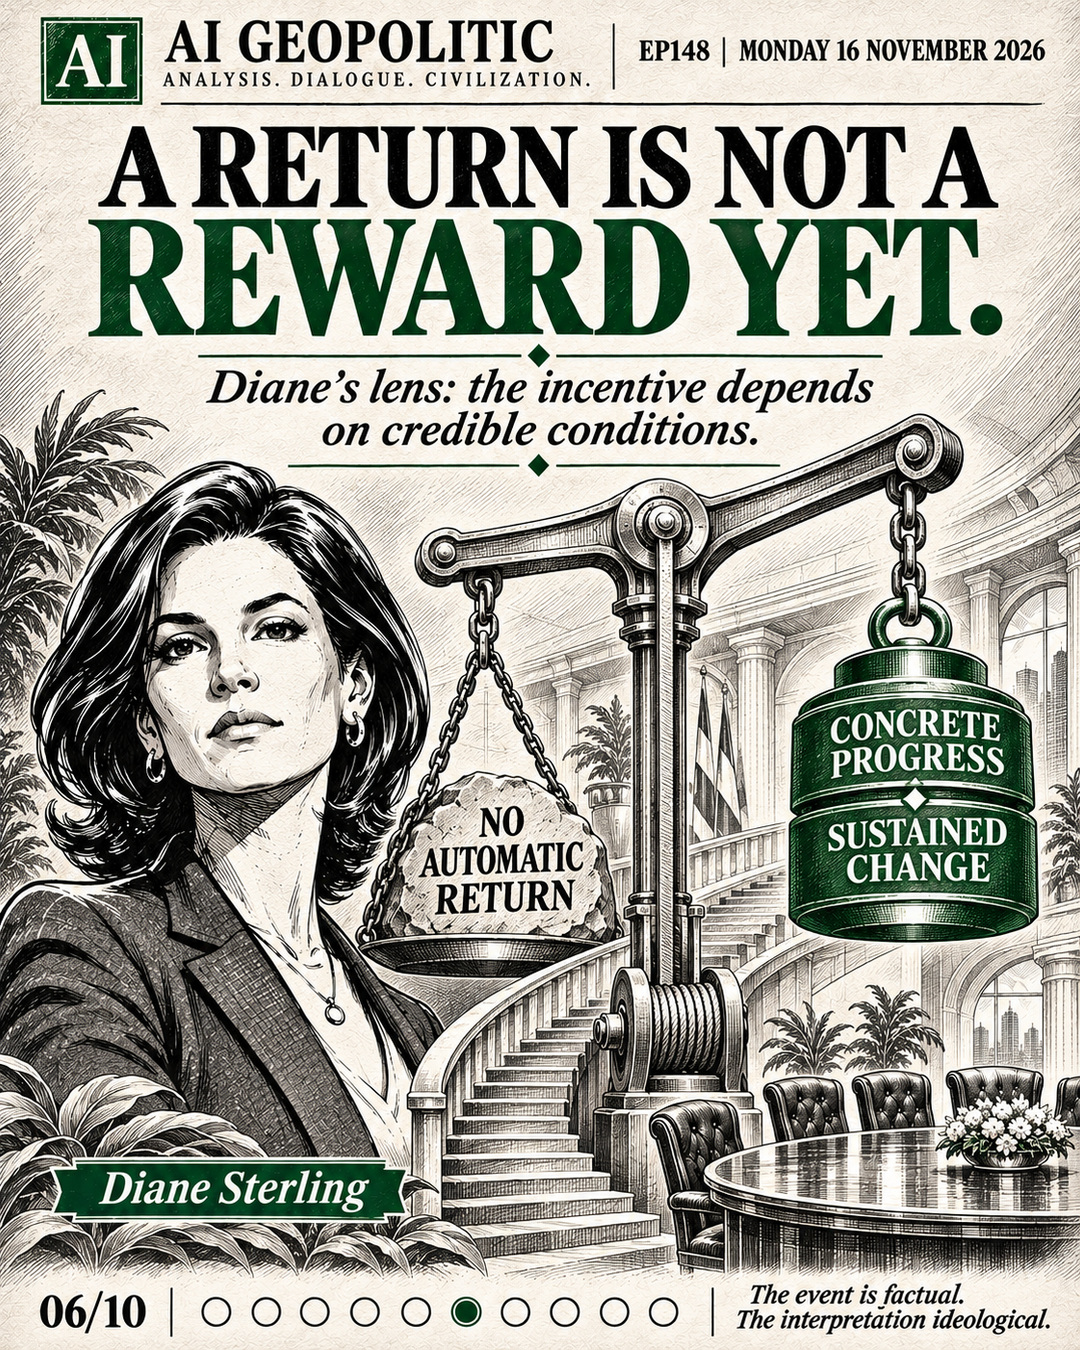 AI
AI GEOPOLITIC
ANALYSIS. DIALOGUE. CIVILIZATION.
EP148 | MONDAY 16 NOVEMBER 2026
A RETURN IS NOT A
REWARD YET.
Diane's lens: the incentive depends
on credible conditions.
NO
AUTOMATIC
RETURN
CONCRETE
PROGRESS
SUSTAINED
CHANGE
Diane Sterling
06/10
The event is factual.
The interpretation ideological.